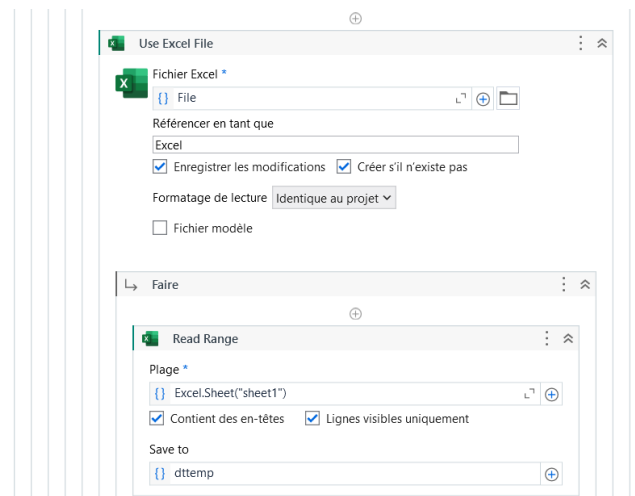 Use Excel File
Fichier Excel *
{} File
Référencer en tant que
Excel
Enregistrer les modifications Créer s'il n'existe pas
Formatage de lecture Identique au projet
Fichier modèle
Faire
Read Range
Plage *
{} Excel.Sheet("sheet1")
Contient des en-têtes Lignes visibles uniquement
Save to
{} dttemp